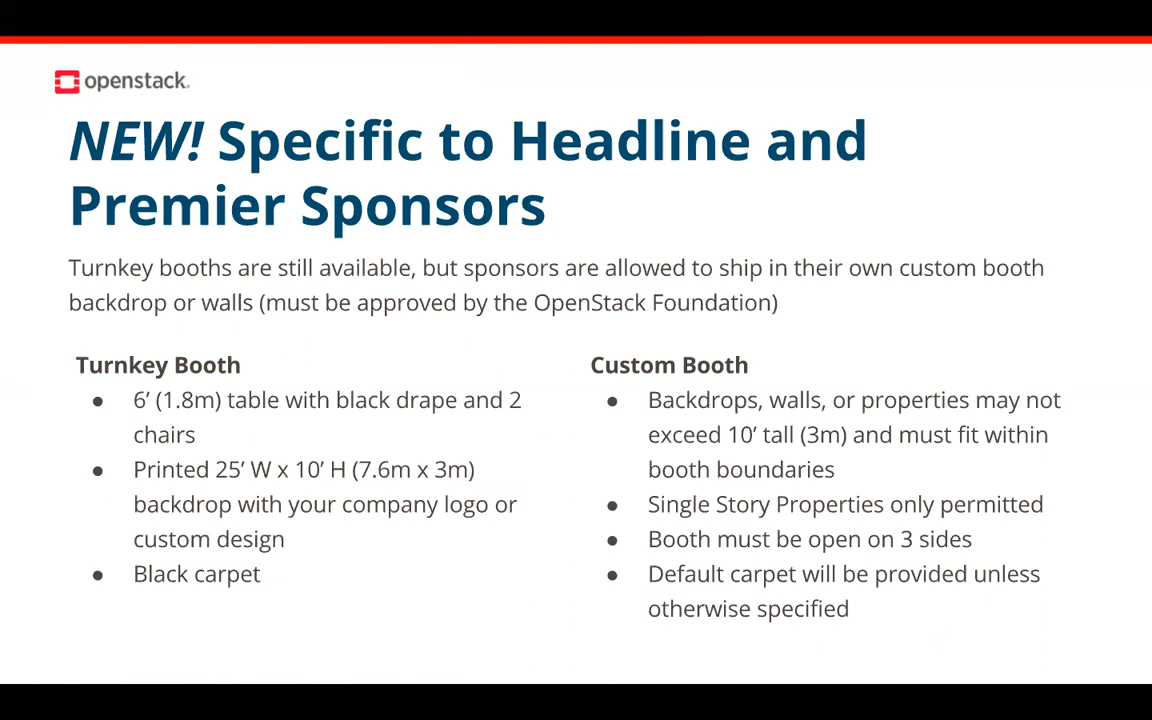 openstack.
NEW! Specific to Headline and
Premier Sponsors
Turnkey booths are still available, but sponsors are allowed to ship in their own custom booth
backdrop or walls (must be approved by the OpenStack Foundation)
Turnkey Booth
● 6’ (1.8m) table with black drape and 2
chairs
● Printed 25’ W x 10’ H (7.6m x 3m)
backdrop with your company logo or
custom design
● Black carpet
Custom Booth
● Backdrops, walls, or properties may not
exceed 10’ tall (3m) and must fit within
booth boundaries
● Single Story Properties only permitted
● Booth must be open on 3 sides
● Default carpet will be provided unless
otherwise specified